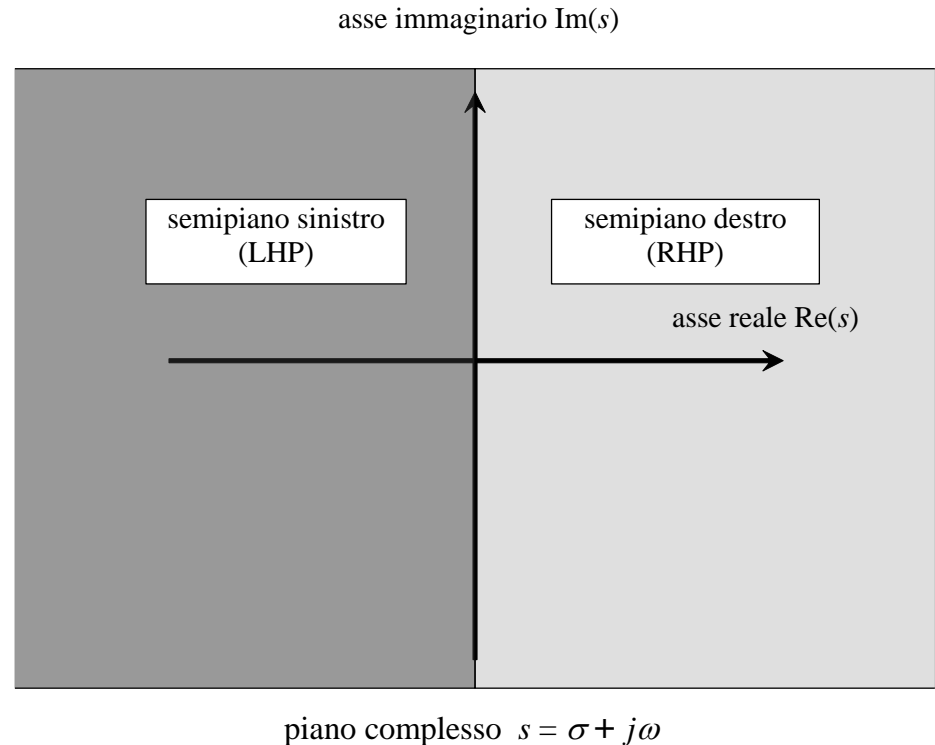 asse immaginario Im(s)
semipiano sinistro
(LHP)
semipiano destro
(RHP)
asse reale Re(s)
piano complesso s = σ + jω